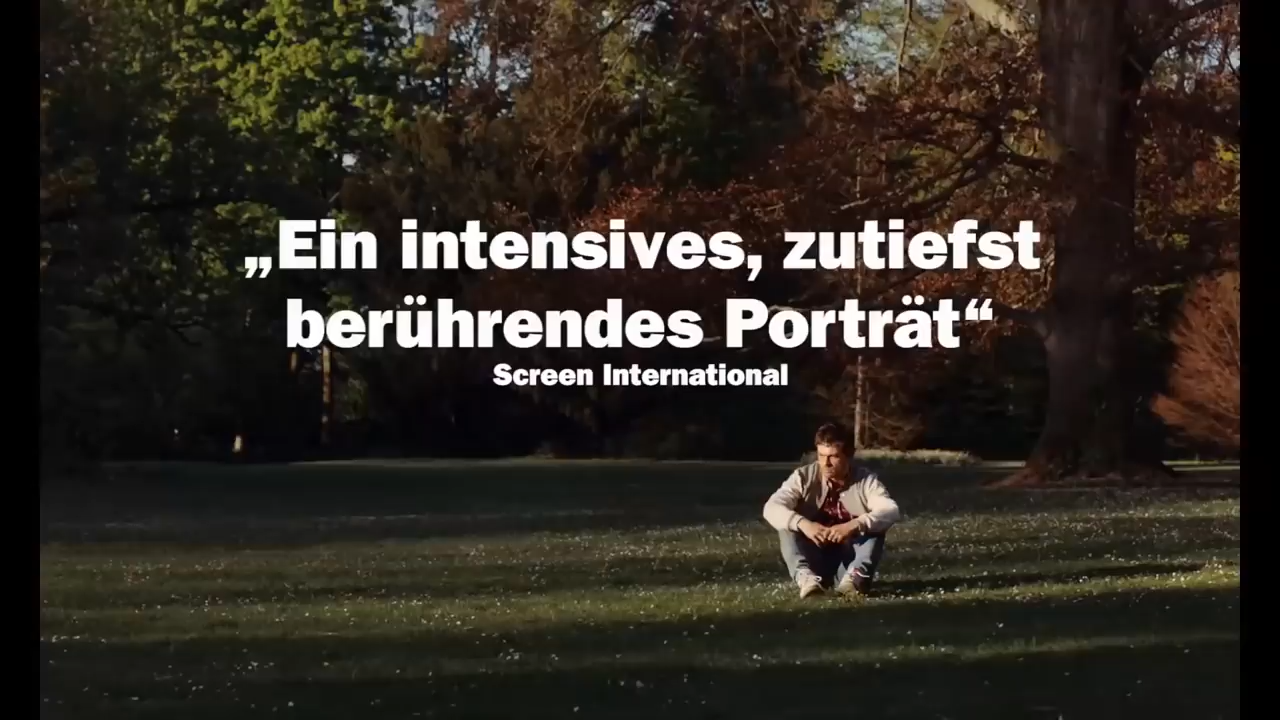 „Ein intensives, zutiefst
berührendes Porträt“
Screen International